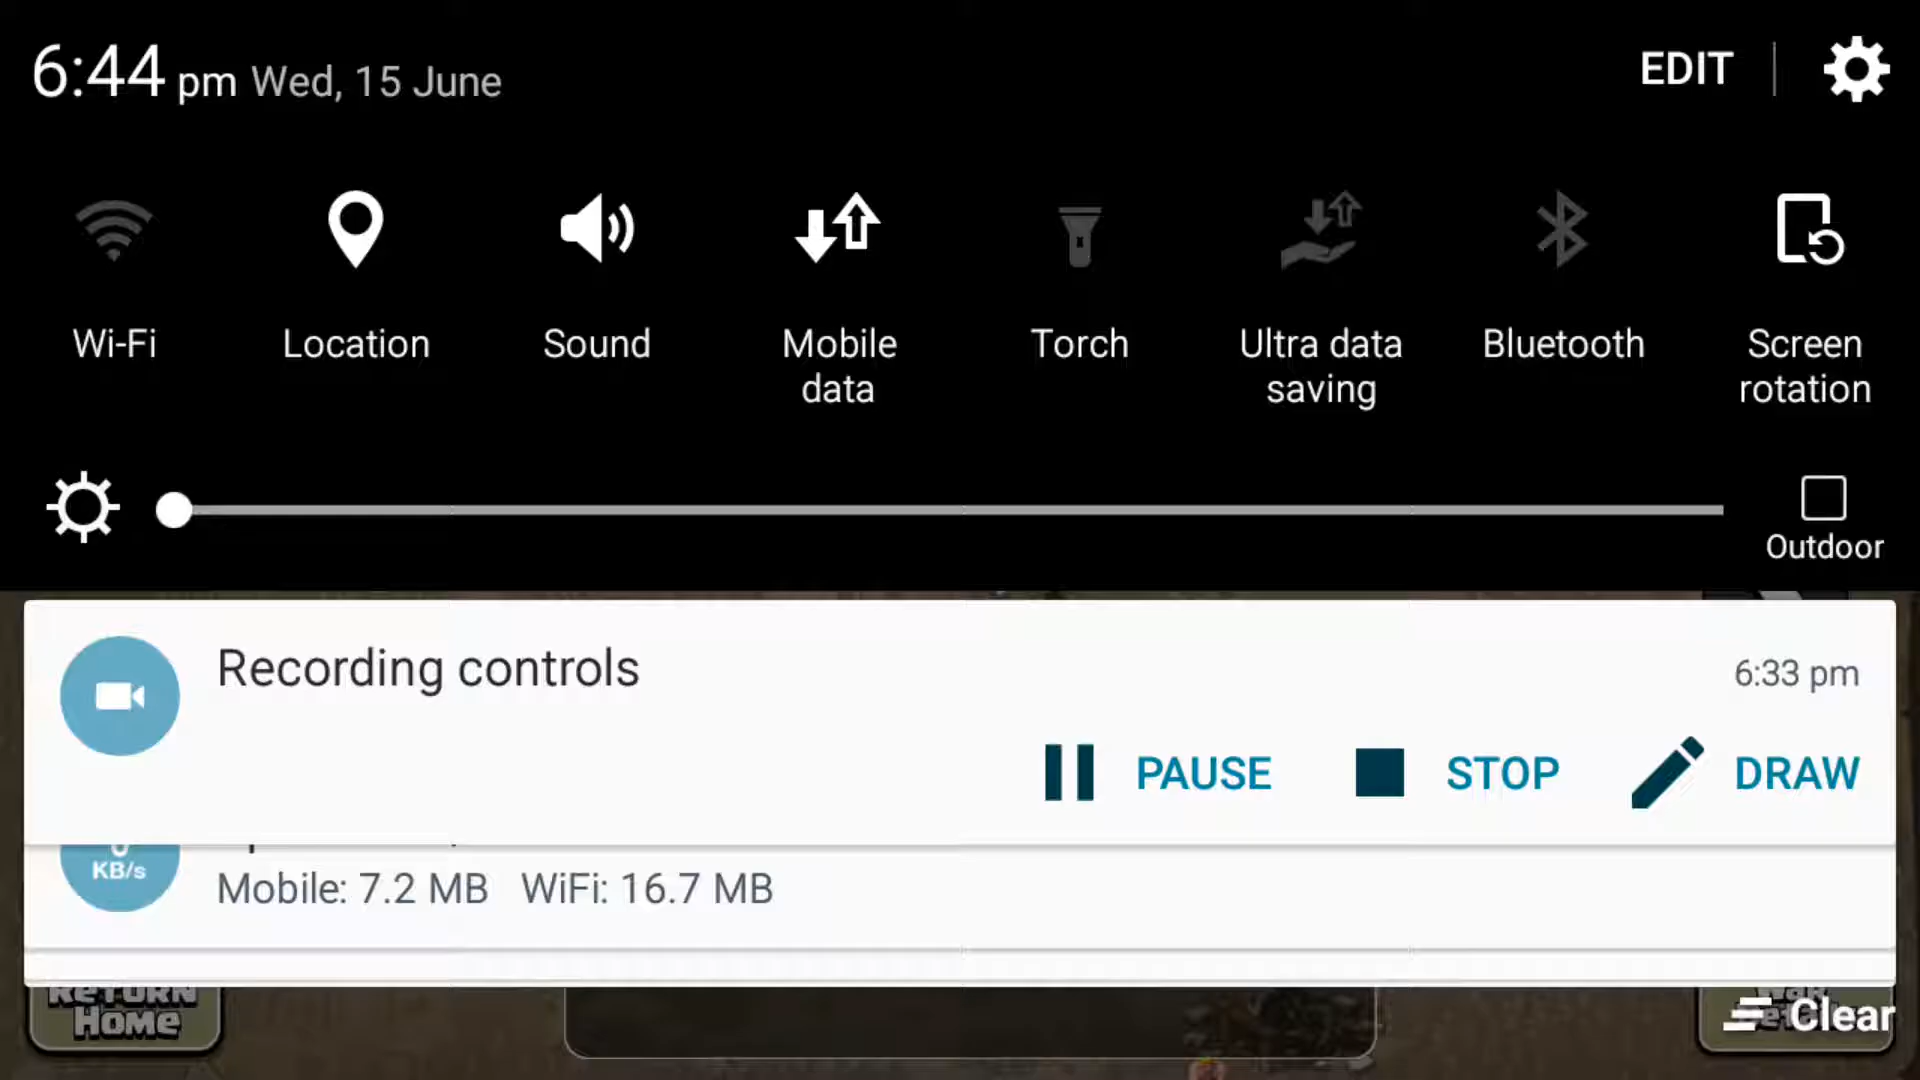 6:44 pm Wed, 15 June
EDIT
Wi-Fi
Location
Sound
Mobile
data
Torch
Ultra data
saving
Bluetooth
Screen
rotation
Outdoor
Recording controls
6:33 pm
PAUSE
STOP
DRAW
KB/s
Mobile: 7.2 MB WiFi: 16.7 MB
RETURN
HOME
Clear